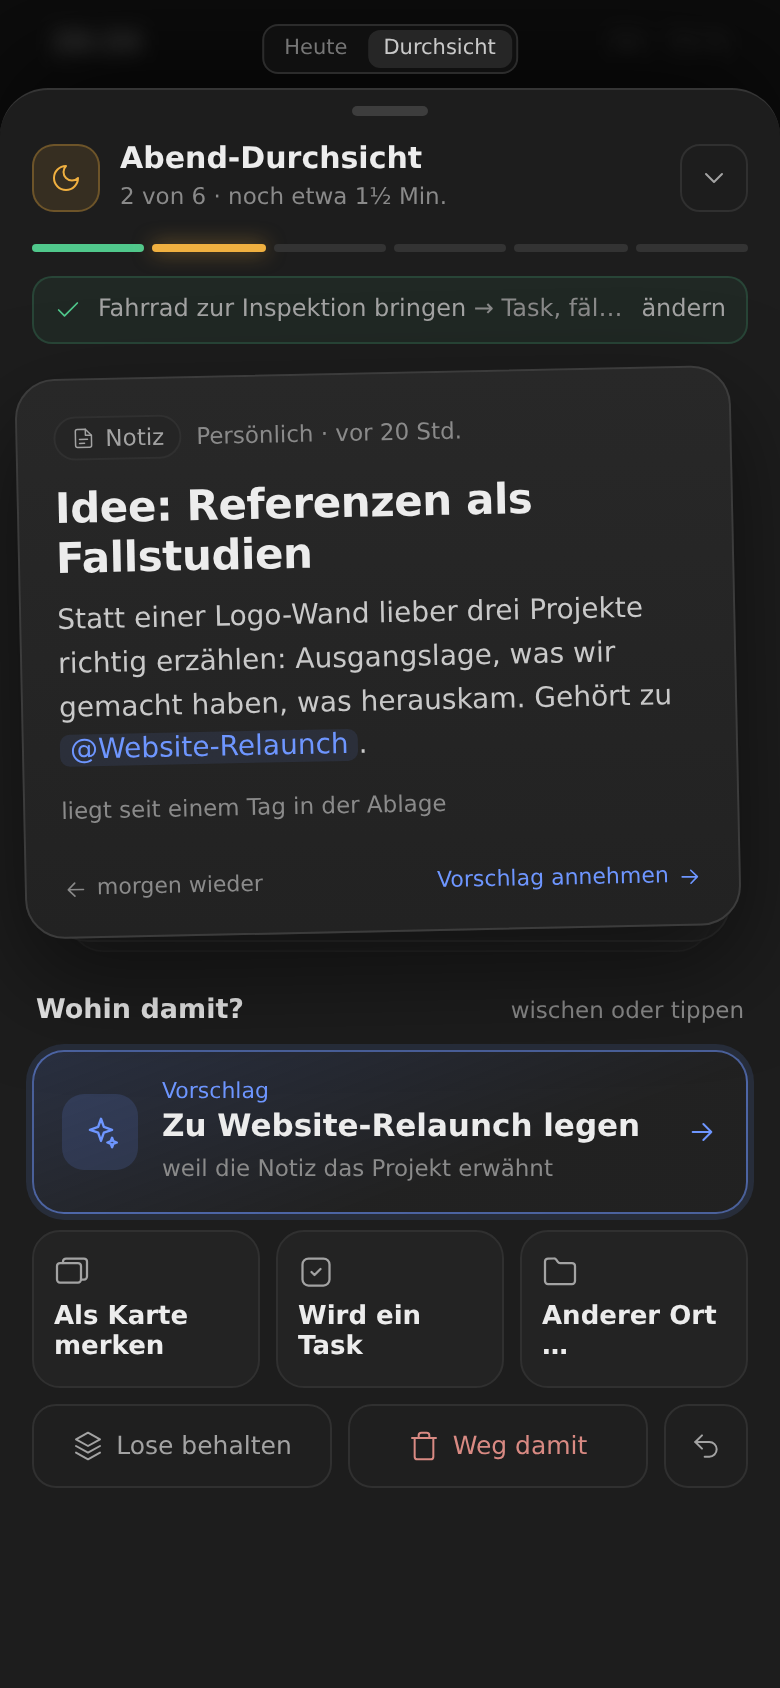 Heute Durchsicht
Abend-Durchsicht
2 von 6 · noch etwa 1½ Min.
Fahrrad zur Inspektion bringen → Task, fäl… ändern
Notiz Persönlich · vor 20 Std.
Idee: Referenzen als
Fallstudien
Statt einer Logo-Wand lieber drei Projekte
richtig erzählen: Ausgangslage, was wir
gemacht haben, was herauskam. Gehört zu
@Website-Relaunch.
liegt seit einem Tag in der Ablage
← morgen wieder Vorschlag annehmen →
Wohin damit? wischen oder tippen
Vorschlag
Zu Website-Relaunch legen
weil die Notiz das Projekt erwähnt
Als Karte
merken
Wird ein
Task
Anderer Ort
…
Lose behalten Weg damit